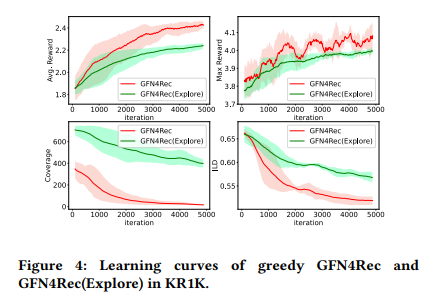 2.4
2.2
2.0
1.8
Avg. Reward
GFN4Rec
GFN4Rec(Explore)
1000 2000 3000 4000 5000
iteration
4.1
4.0
3.9
3.8
3.7
Max Reward
GFN4Rec
GFN4Rec(Explore)
0 1000 2000 3000 4000 5000
iteration
600
400
200
0
Coverage
GFN4Rec
GFN4Rec(Explore)
0 1000 2000 3000 4000 5000
iteration
0.65
0.60
0.55
ILD
GFN4Rec
GFN4Rec(Explore)
0 1000 2000 3000 4000 5000
iteration
Figure 4: Learning curves of greedy GFN4Rec and
GFN4Rec(Explore) in KR1K.